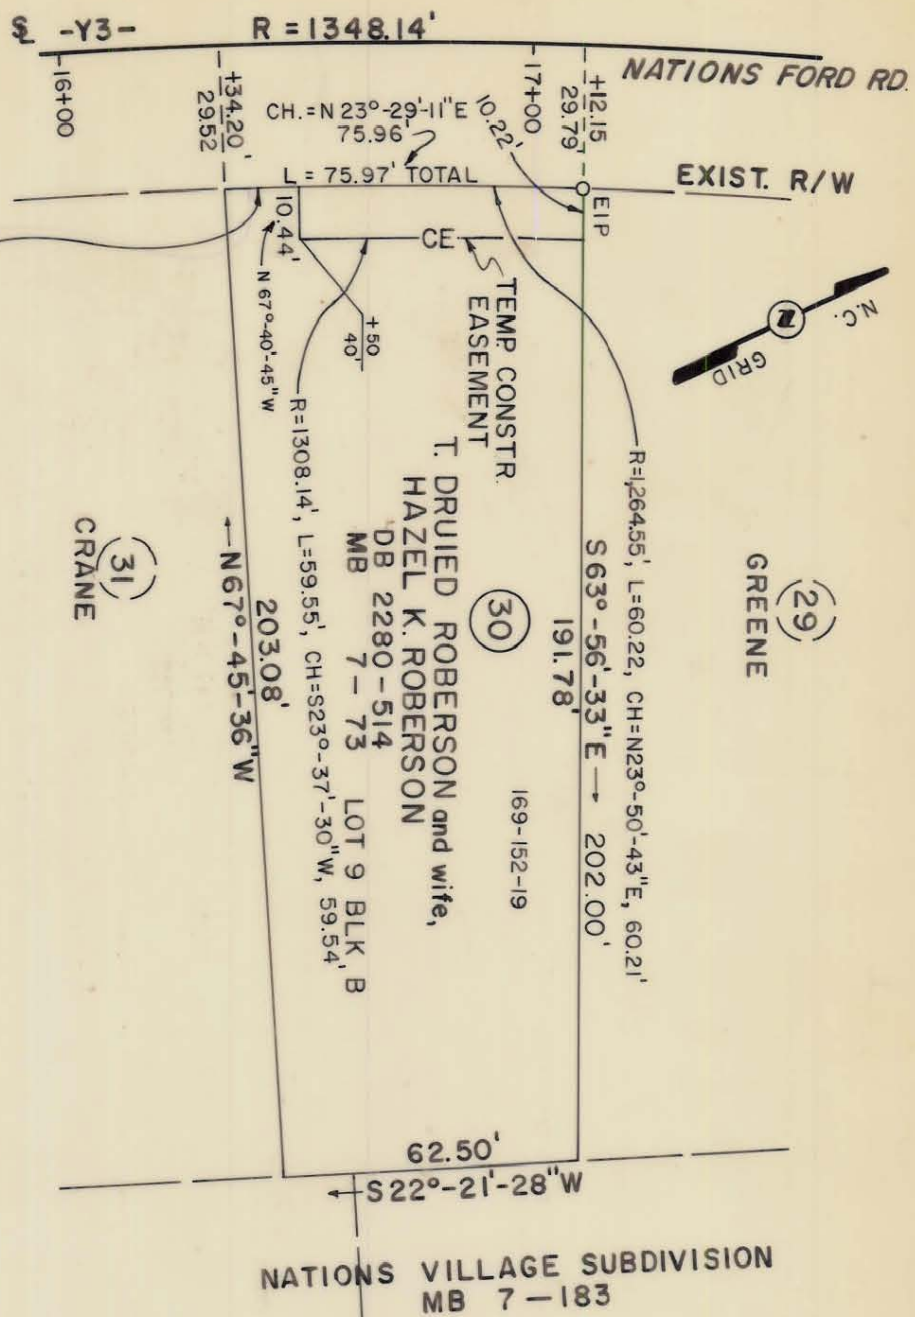 ℄ -Y3- R = 1348.14'
NATIONS FORD RD.
16+00
+34.20'
29.52
17+00
+12.15
29.79'
CH. = N 23°-29'-11"E
75.96'
10.22'
L = 75.97' TOTAL
EXIST. R/W
EIP
10.44'
N 67°-40'-45"W
CE
TEMP. CONSTR.
EASEMENT
+50
40'
N.C.
GRID
N
R=1,264.55', L=60.22, CH=N23°-50'-43"E, 60.21'
R=1308.14', L=59.55', CH=S23°-37'-30"W, 59.54'
T. DRUIED ROBERSON and wife,
HAZEL K. ROBERSON
DB 2280-514
MB 7-73 LOT 9 BLK B
30
169-152-19
S 63°-56'-33"E → 202.00'
191.78'
29
GREENE
31
CRANE
203.08'
←N67°-45'-36"W
62.50'
←S22°-21'-28"W
NATIONS VILLAGE SUBDIVISION
MB 7-183